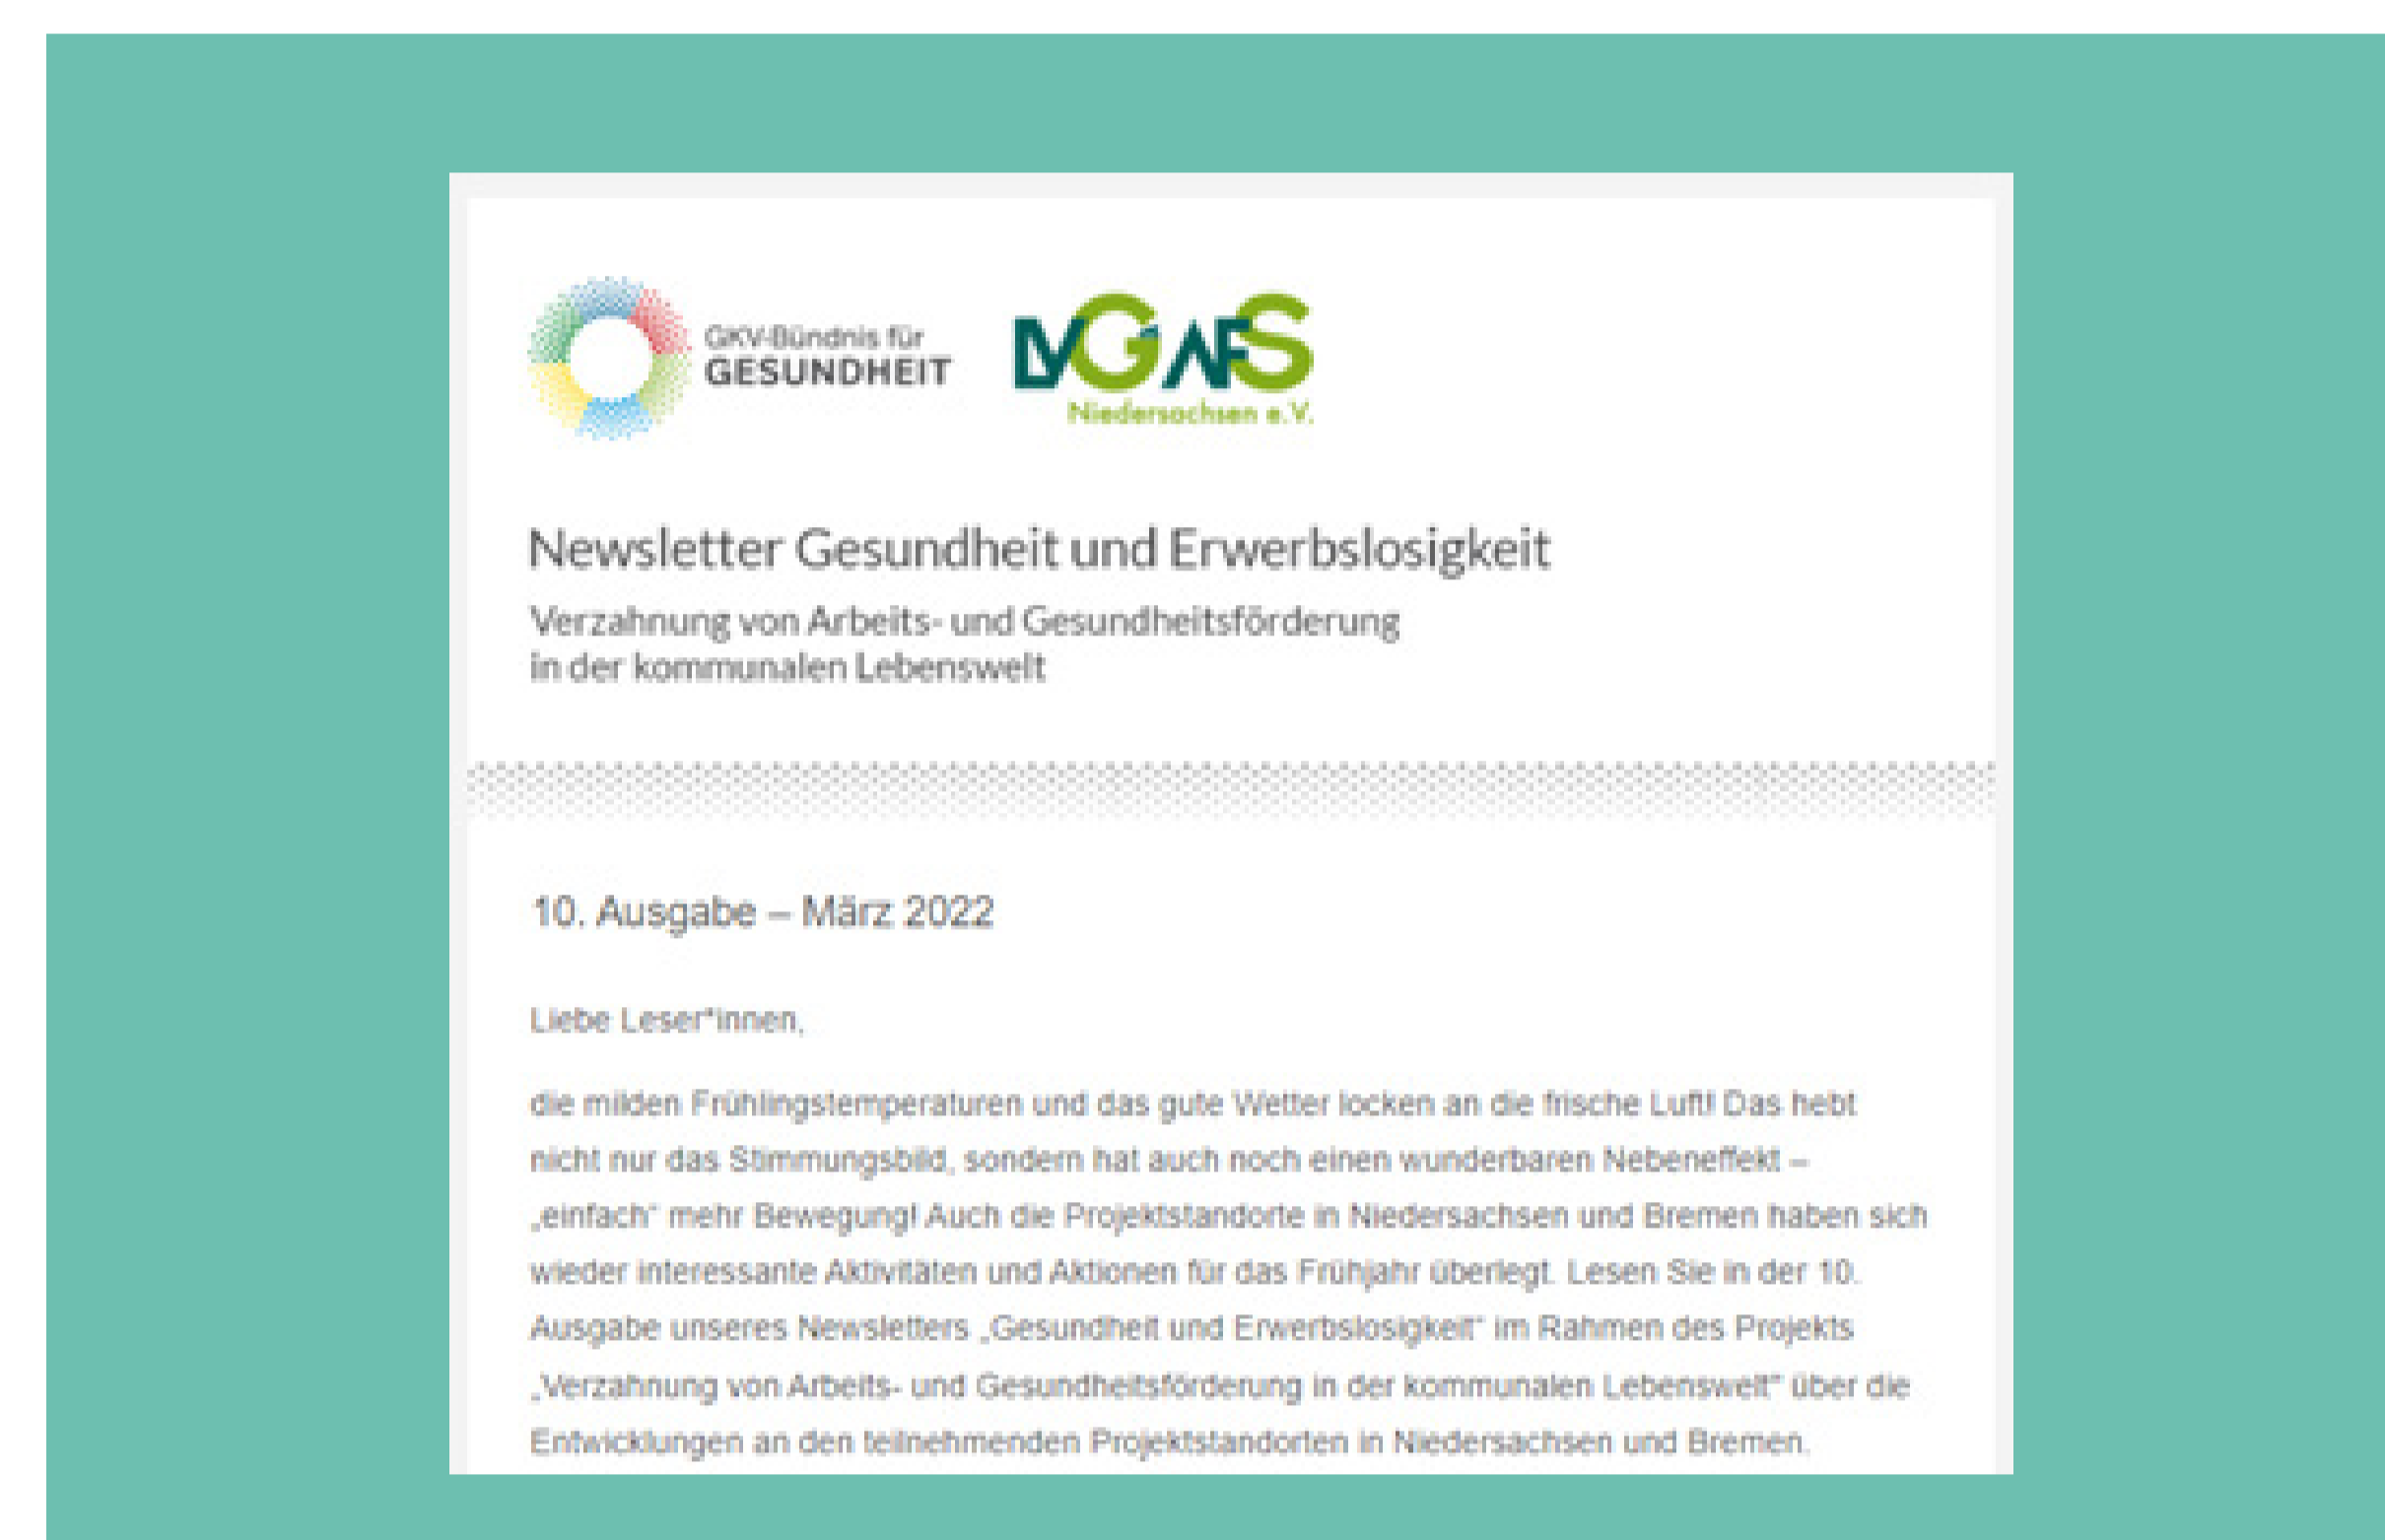 GKV-Bündnis für
GESUNDHEIT
LVG & AFS
Niedersachsen e.V.
Newsletter Gesundheit und Erwerbslosigkeit
Verzahnung von Arbeits- und Gesundheitsförderung
in der kommunalen Lebenswelt
10. Ausgabe – März 2022
Liebe Leser*innen,
die milden Frühlingstemperaturen und das gute Wetter locken an die frische Luft! Das hebt
nicht nur das Stimmungsbild, sondern hat auch noch einen wunderbaren Nebeneffekt –
„einfach“ mehr Bewegung! Auch die Projektstandorte in Niedersachsen und Bremen haben sich
wieder interessante Aktivitäten und Aktionen für das Frühjahr überlegt. Lesen Sie in der 10.
Ausgabe unseres Newsletters „Gesundheit und Erwerbslosigkeit“ im Rahmen des Projekts
„Verzahnung von Arbeits- und Gesundheitsförderung in der kommunalen Lebenswelt“ über die
Entwicklungen an den teilnehmenden Projektstandorten in Niedersachsen und Bremen.